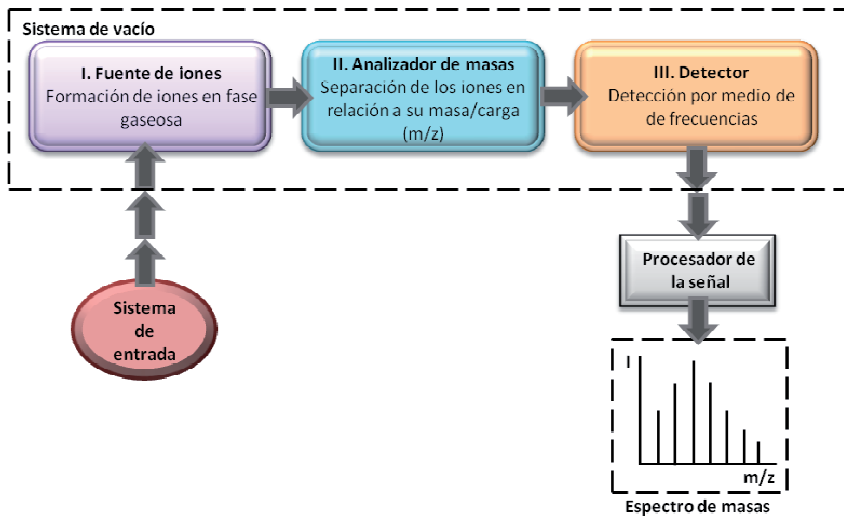 Sistema de vacío
I. Fuente de iones
Formación de iones en fase
gaseosa
II. Analizador de masas
Separación de los iones en
relación a su masa/carga
(m/z)
III. Detector
Detección por medio de
de frecuencias
Sistema
de
entrada
Procesador de
la señal
I
m/z
Espectro de masas